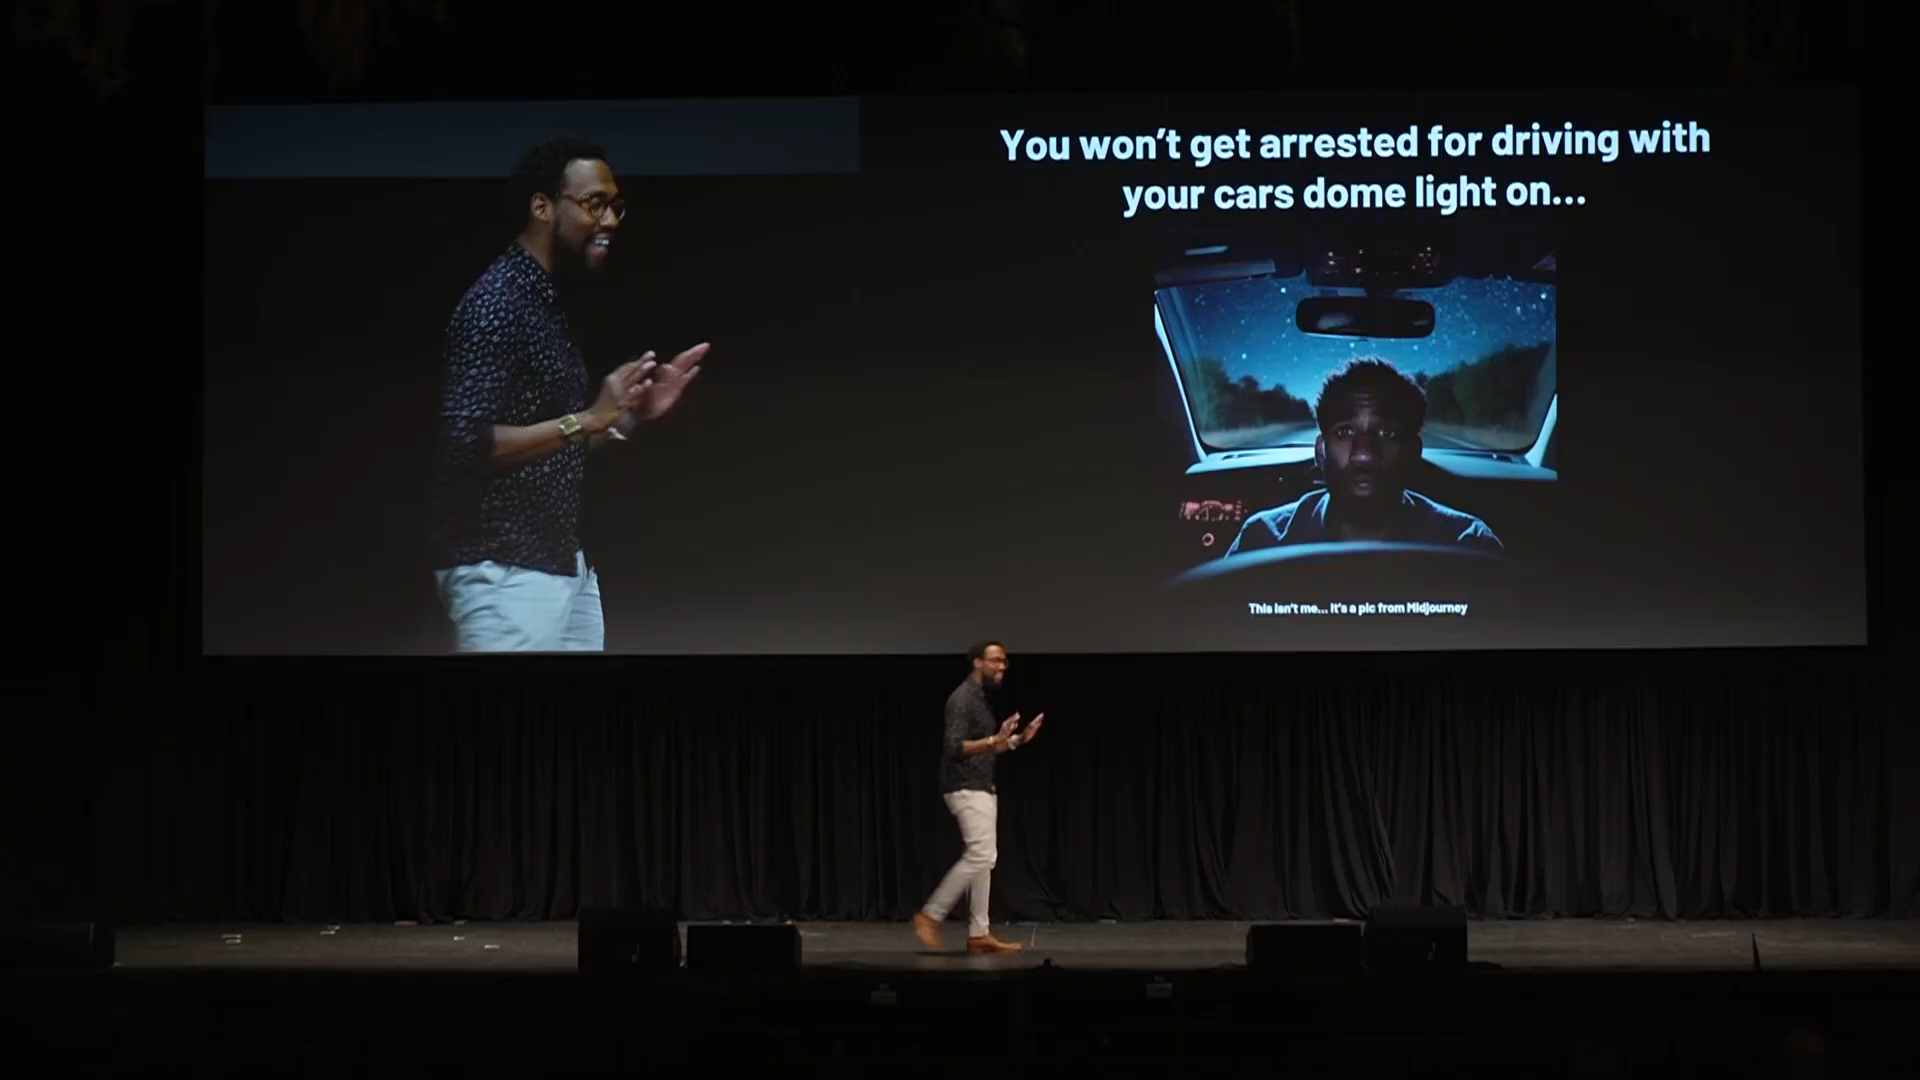 You won't get arrested for driving with
your cars dome light on...
This isn't me... it's a pic from Midjourney